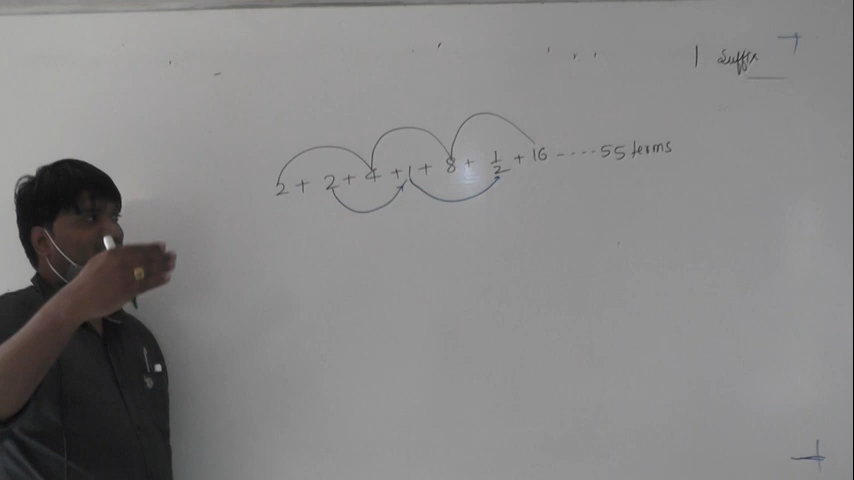 | Suffix
2 + 2 + 4 + 1 + 8 + 1/2 + 16 - - - - 55 terms